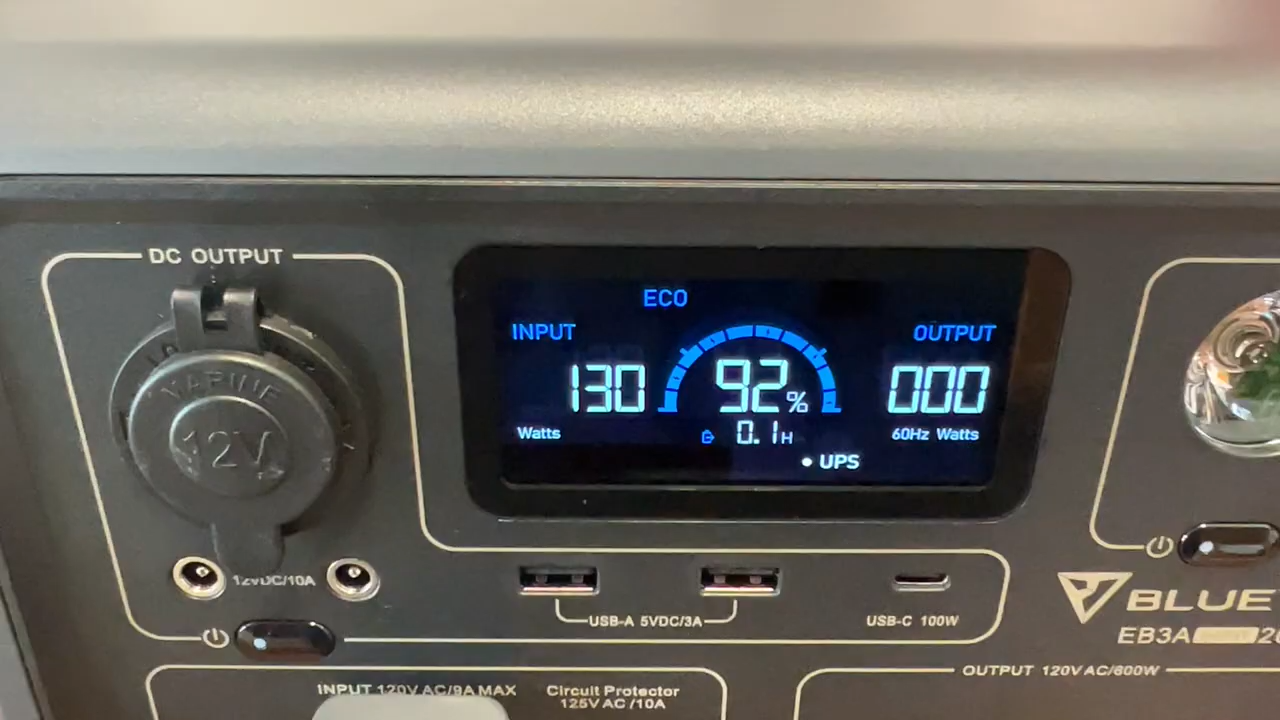 DC OUTPUT
MARINE
12V
12VDC/10A
ECO
INPUT
130
Watts
92%
0.1H
UPS
OUTPUT
000
60Hz Watts
USB-A 5VDC/3A
USB-C 100W
BLUE
EB3A
INPUT 120V AC/9A MAX
Circuit Protector
125V AC /10A
OUTPUT 120V AC/600W